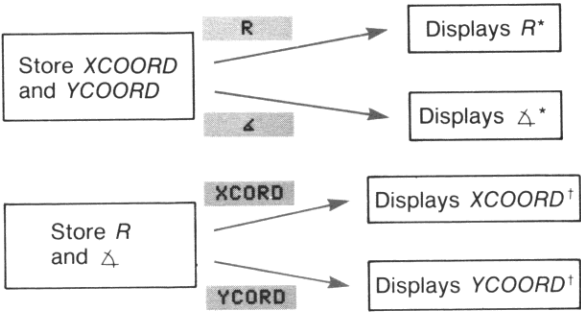 R
Displays R*
Store XCOORD
and YCOORD
∡
Displays ∡*
XCORD
Displays XCOORD†
Store R
and ∡
YCORD
Displays YCOORD†